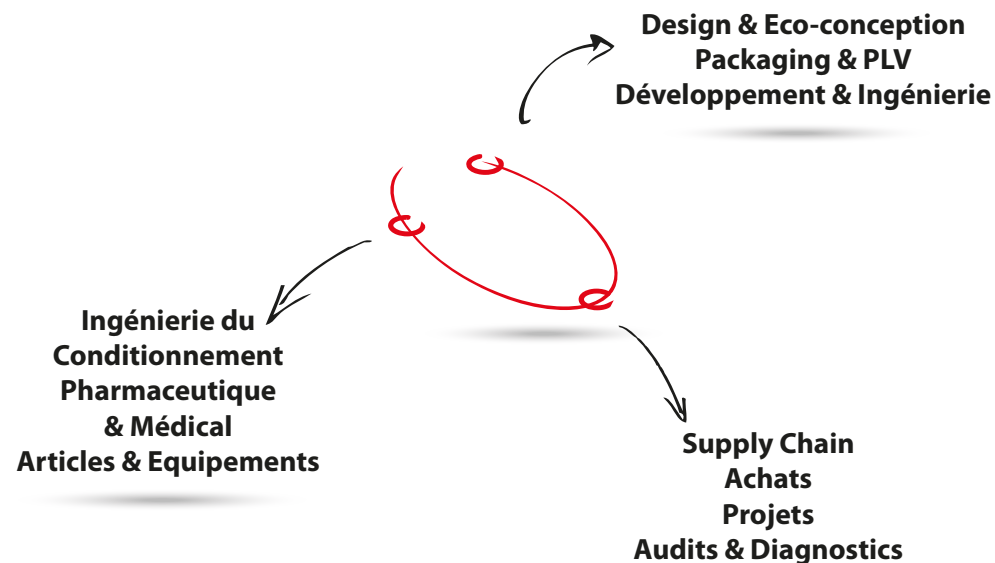 Design & Eco-conception
Packaging & PLV
Développement & Ingénierie
Ingénierie du
Conditionnement
Pharmaceutique
& Médical
Articles & Equipements
Supply Chain
Achats
Projets
Audits & Diagnostics